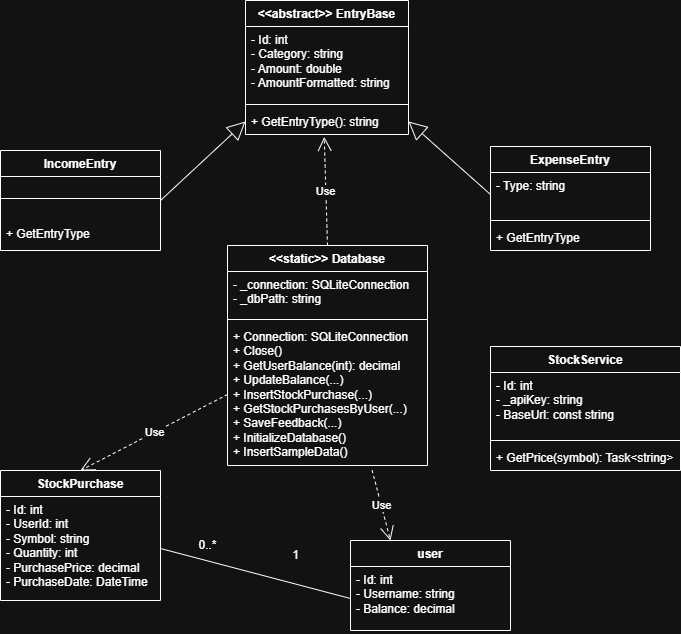 <<abstract>> EntryBase
- Id: int
- Category: string
- Amount: double
- AmountFormatted: string
+ GetEntryType(): string
IncomeEntry
+ GetEntryType
ExpenseEntry
- Type: string
+ GetEntryType
Use
<<static>> Database
- _connection: SQLiteConnection
- _dbPath: string
+ Connection: SQLiteConnection
+ Close()
+ GetUserBalance(int): decimal
+ UpdateBalance(...)
+ InsertStockPurchase(...)
+ GetStockPurchasesByUser(...)
+ SaveFeedback(...)
+ InitializeDatabase()
+ InsertSampleData()
StockService
- Id: int
- _apiKey: string
- BaseUrl: const string
+ GetPrice(symbol): Task<string>
Use
Use
StockPurchase
- Id: int
- UserId: int
- Symbol: string
- Quantity: int
- PurchasePrice: decimal
- PurchaseDate: DateTime
0..*
1
user
- Id: int
- Username: string
- Balance: decimal